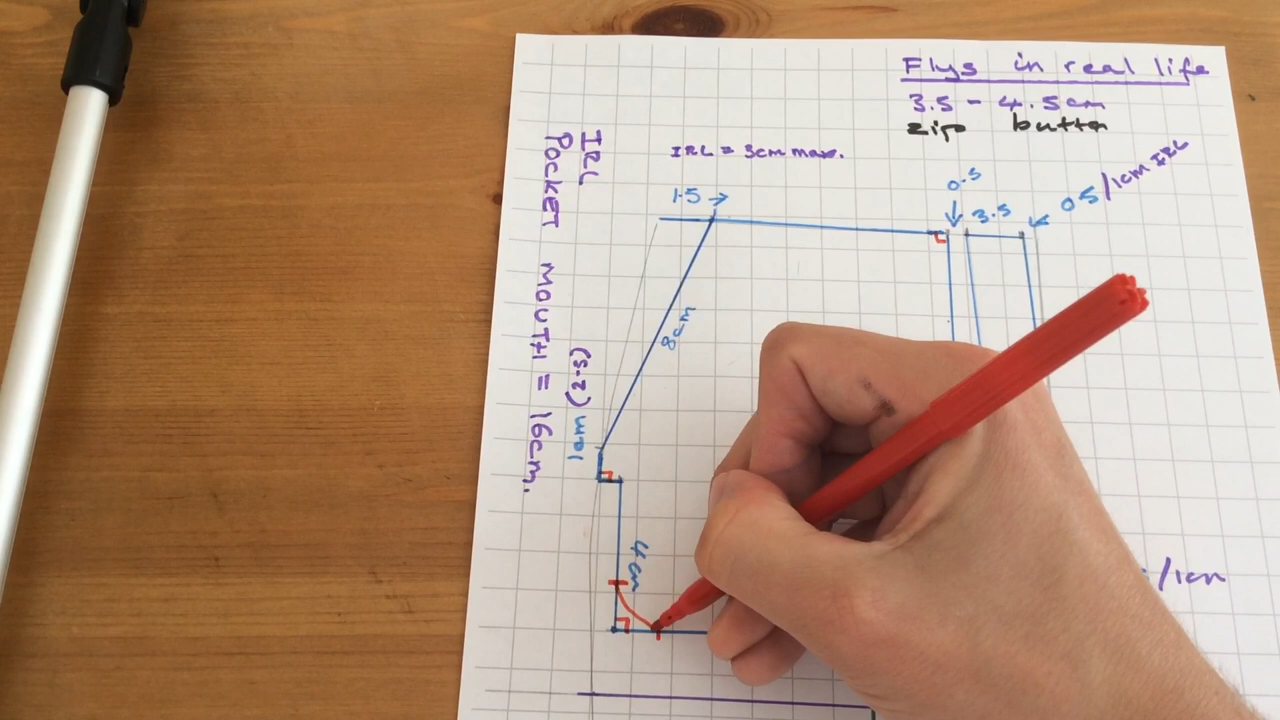 Flys in real life
3.5 - 4.5cm
zip button
IRL = 3cm max.
IRL
POCKET MOUTH = 16cm.
1.5
0.5
3.5
0.5/1cm IRL
8cm
1cm (2.5)
4cm
/1cm